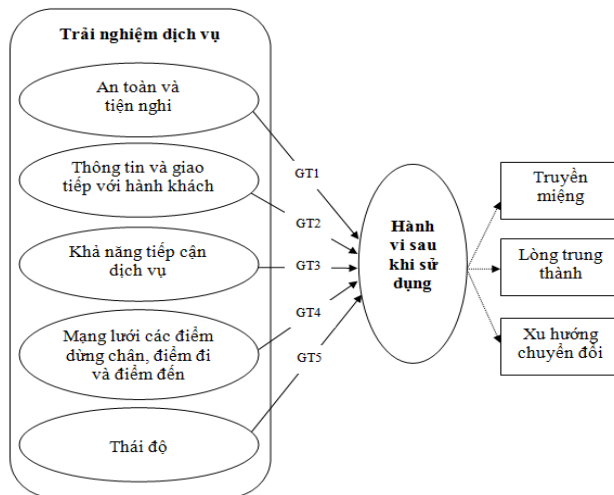 Trải nghiệm dịch vụ
An toàn và
tiện nghi
Thông tin và giao
tiếp với hành khách
Khả năng tiếp cận
dịch vụ
Mạng lưới các điểm
dừng chân, điểm đi
và điểm đến
Thái độ
GT1
GT2
GT3
GT4
GT5
Hành
vi sau
khi sử
dụng
Truyền
miệng
Lòng trung
thành
Xu hướng
chuyển đổi